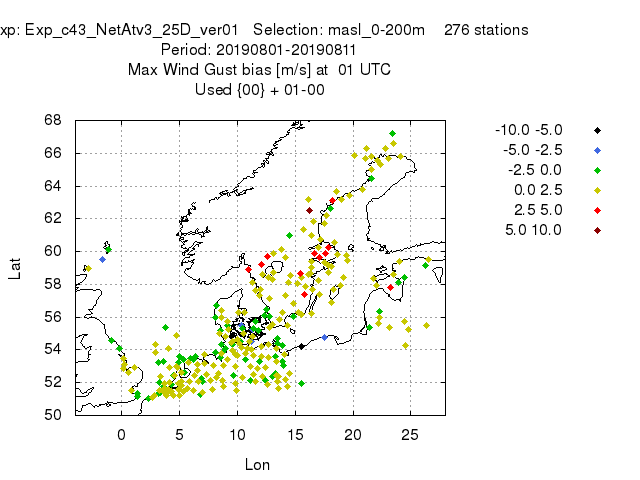 xp: Exp_c43_NetAtv3_25D_ver01 Selection: masl_0-200m 276 stations
Period: 20190801-20190811
Max Wind Gust bias [m/s] at 01 UTC
Used {00} + 01-00
68
66
64
62
60
58
56
54
52
50
Lat
0 5 10 15 20 25
Lon
-10.0 -5.0
-5.0 -2.5
-2.5 0.0
0.0 2.5
2.5 5.0
5.0 10.0